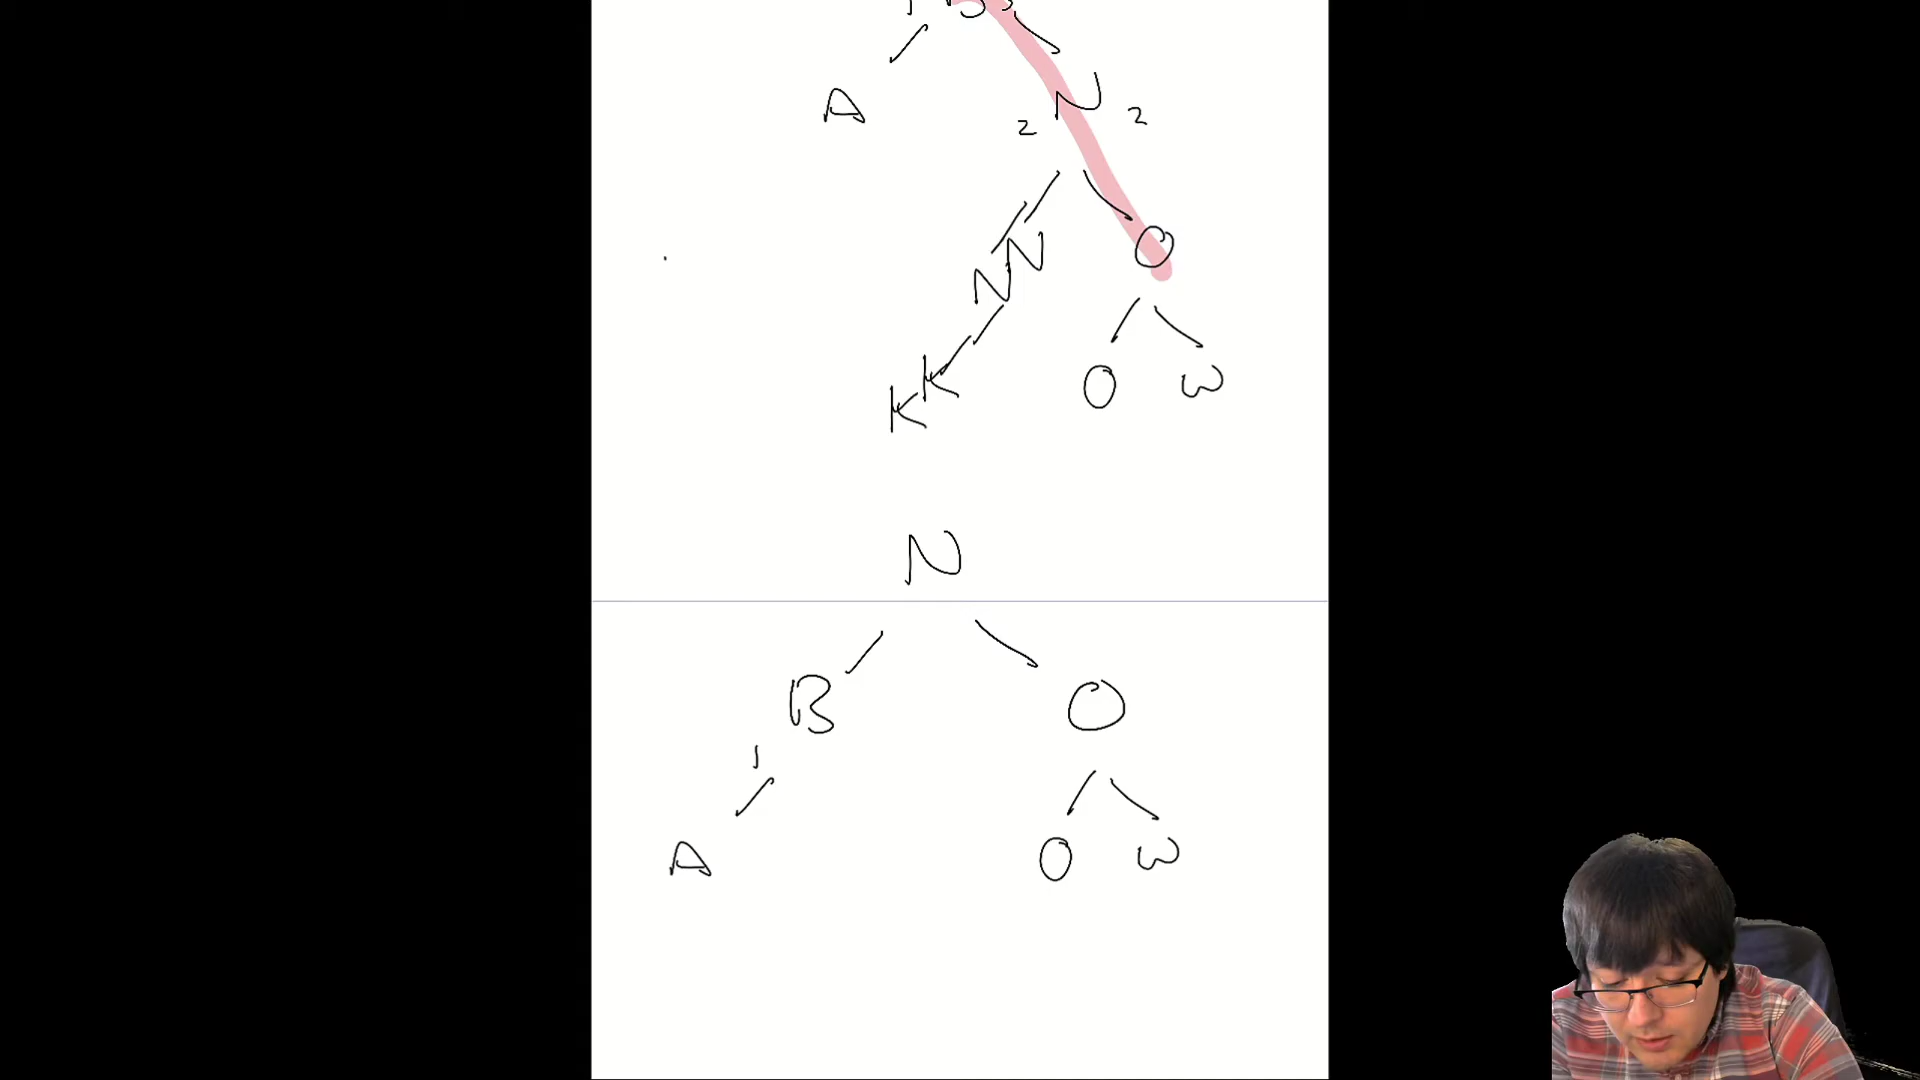 A
2 N 2
N N O
K K O W
N
B O
1
A O W